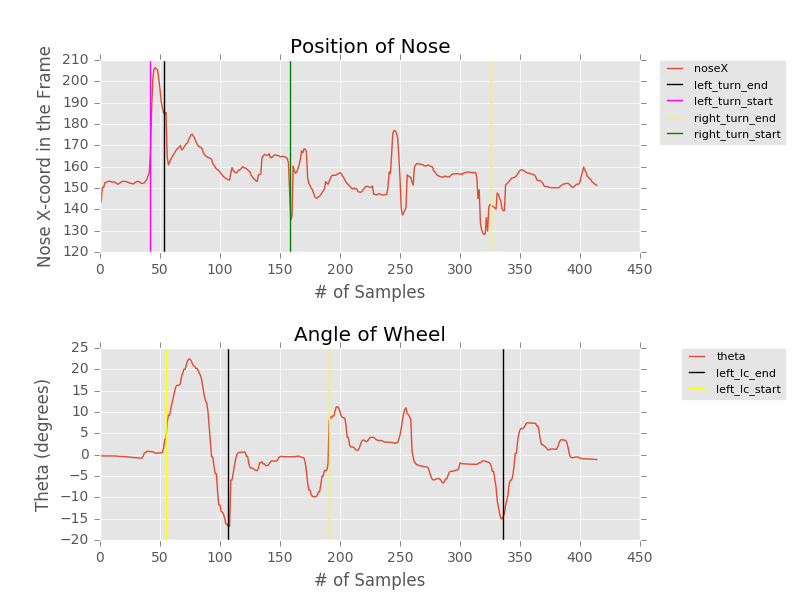 Position of Nose
Nose X-coord in the Frame
210
200
190
180
170
160
150
140
130
120
0 50 100 150 200 250 300 350 400 450
# of Samples
noseX
left_turn_end
left_turn_start
right_turn_end
right_turn_start
Angle of Wheel
Theta (degrees)
25
20
15
10
5
0
−5
−10
−15
−20
0 50 100 150 200 250 300 350 400 450
# of Samples
theta
left_lc_end
left_lc_start